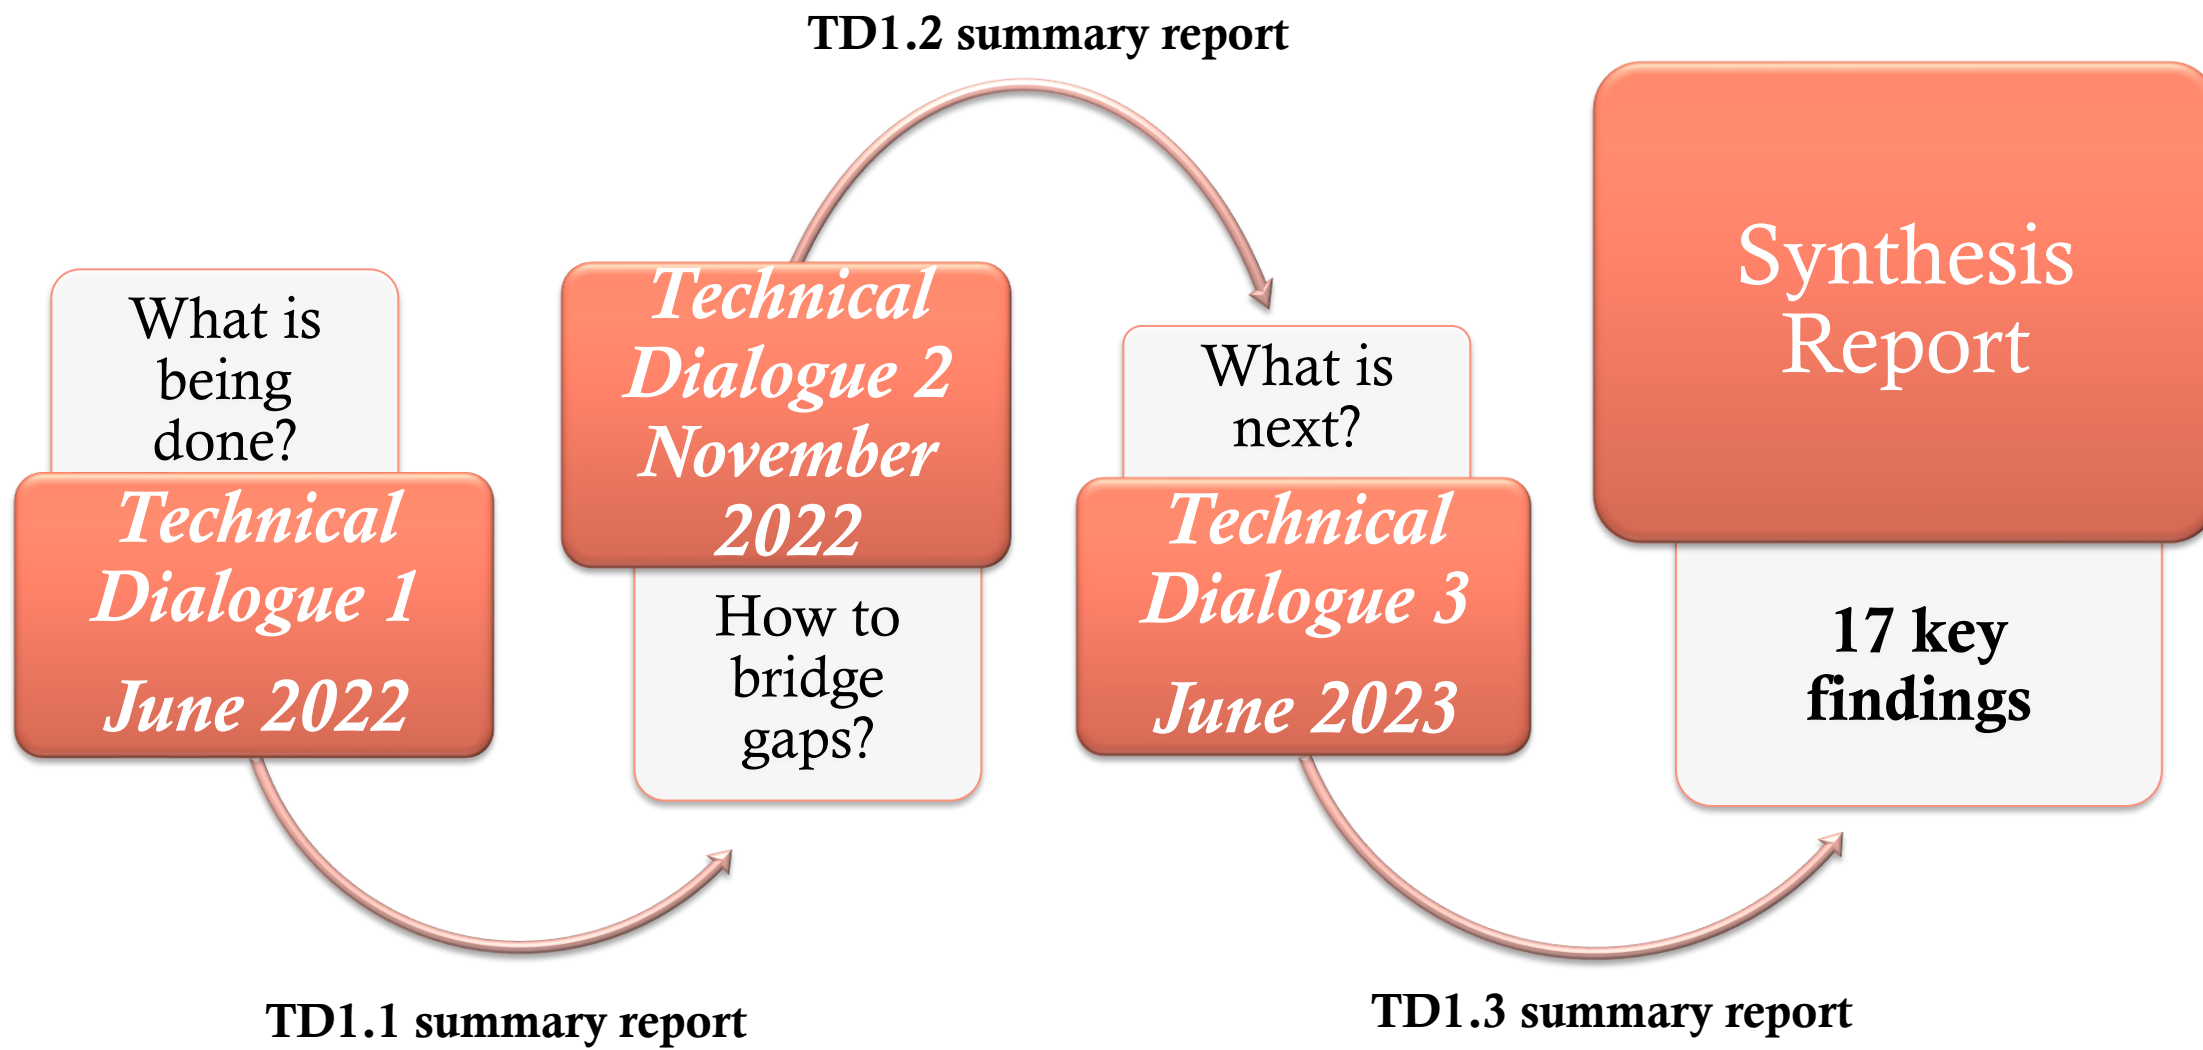 TD1.2 summary report
What is
being
done?
Technical
Dialogue 1
June 2022
TD1.1 summary report
Technical
Dialogue 2
November
2022
How to
bridge
gaps?
What is
next?
Technical
Dialogue 3
June 2023
TD1.3 summary report
Synthesis
Report
17 key
findings